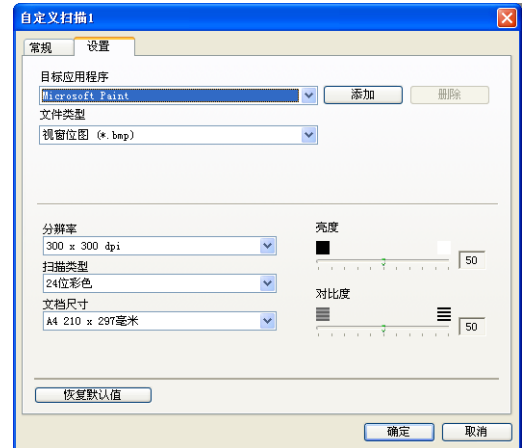 自定义扫描1
常规 设置
目标应用程序
Microsoft Paint 添加 删除
文件类型
视窗位图 (*.bmp)
分辨率 亮度
300 x 300 dpi 50
扫描类型
24位彩色 对比度
文档尺寸
A4 210 x 297毫米 50
恢复默认值
确定 取消